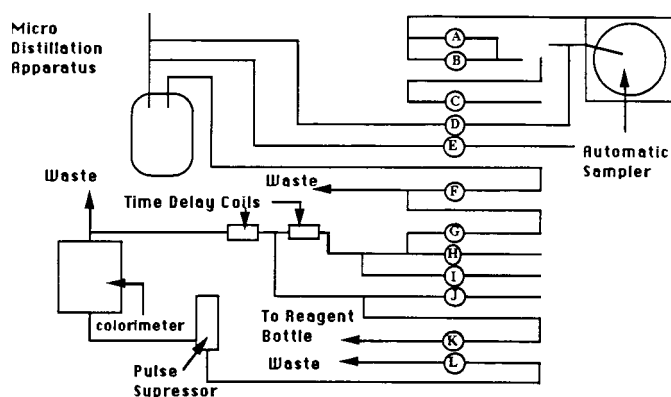 Micro
Distillation
Apparatus
A
B
C
D
E
Automatic
Sampler
Waste
Time Delay Coils
Waste
F
G
H
I
J
colorimeter
To Reagent
Bottle
K
Waste
L
Pulse
Supressor